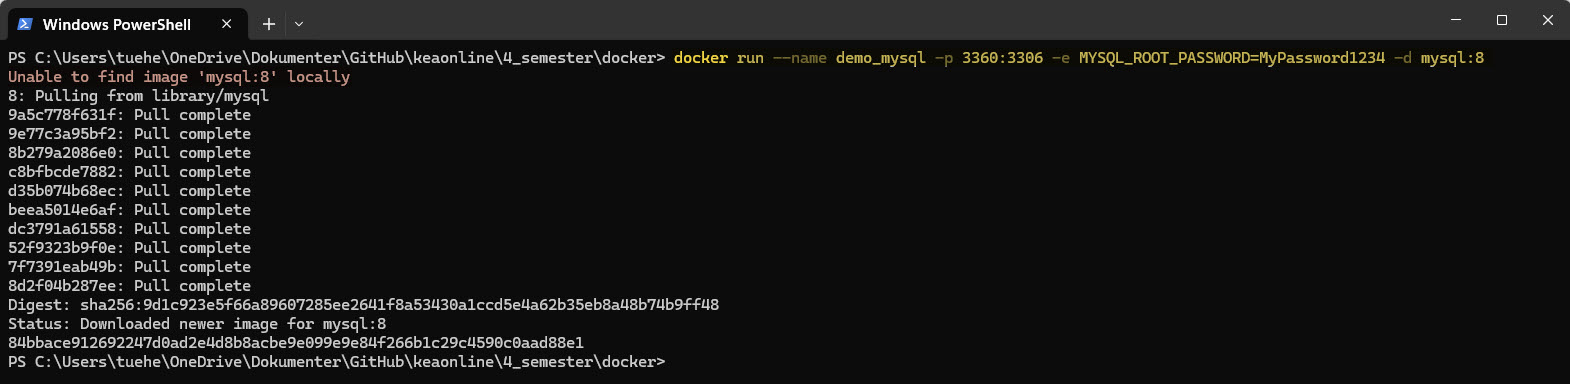 Windows PowerShell
PS C:\Users\tuehe\OneDrive\Dokumenter\GitHub\keaonline\4_semester\docker> docker run --name demo_mysql -p 3360:3306 -e MYSQL_ROOT_PASSWORD=MyPassword1234 -d mysql:8
Unable to find image 'mysql:8' locally
8: Pulling from library/mysql
9a5c778f631f: Pull complete
9e77c3a95bf2: Pull complete
8b279a2086e0: Pull complete
c8bfbcde7882: Pull complete
d35b074b68ec: Pull complete
beea5014e6af: Pull complete
dc3791a61558: Pull complete
52f9323b9f0e: Pull complete
7f7391eab49b: Pull complete
8d2f04b287ee: Pull complete
Digest: sha256:9d1c923e5f66a89607285ee2641f8a53430a1ccd5e4a62b35eb8a48b74b9ff48
Status: Downloaded newer image for mysql:8
84bbace912692247d0ad2e4d8b8acbe9e099e9e84f266b1c29c4590c0aad88e1
PS C:\Users\tuehe\OneDrive\Dokumenter\GitHub\keaonline\4_semester\docker>